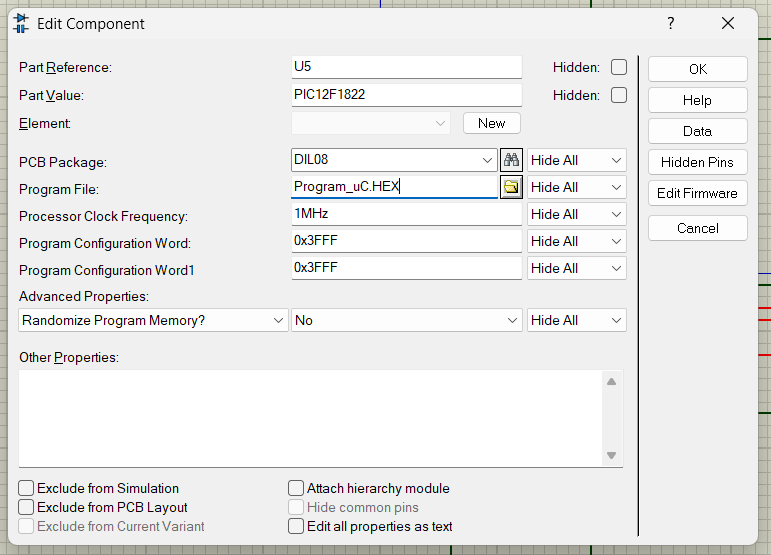 Edit Component
?
Part Reference: U5 Hidden: OK
Part Value: PIC12F1822 Hidden: Help
Element: New Data
PCB Package: DIL08 Hide All Hidden Pins
Program File: Program_uC.HEX Hide All Edit Firmware
Processor Clock Frequency: 1MHz Hide All Cancel
Program Configuration Word: 0x3FFF Hide All
Program Configuration Word1 0x3FFF Hide All
Advanced Properties:
Randomize Program Memory? No Hide All
Other Properties:
Exclude from Simulation Attach hierarchy module
Exclude from PCB Layout Hide common pins
Exclude from Current Variant Edit all properties as text